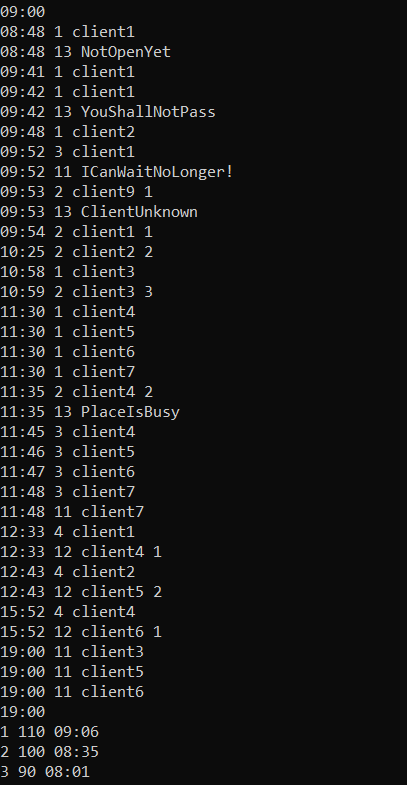 09:00
08:48 1 client1
08:48 13 NotOpenYet
09:41 1 client1
09:42 1 client1
09:42 13 YouShallNotPass
09:48 1 client2
09:52 3 client1
09:52 11 ICanWaitNoLonger!
09:53 2 client9 1
09:53 13 ClientUnknown
09:54 2 client1 1
10:25 2 client2 2
10:58 1 client3
10:59 2 client3 3
11:30 1 client4
11:30 1 client5
11:30 1 client6
11:30 1 client7
11:35 2 client4 2
11:35 13 PlaceIsBusy
11:45 3 client4
11:46 3 client5
11:47 3 client6
11:48 3 client7
11:48 11 client7
12:33 4 client1
12:33 12 client4 1
12:43 4 client2
12:43 12 client5 2
15:52 4 client4
15:52 12 client6 1
19:00 11 client3
19:00 11 client5
19:00 11 client6
19:00
1 110 09:06
2 100 08:35
3 90 08:01